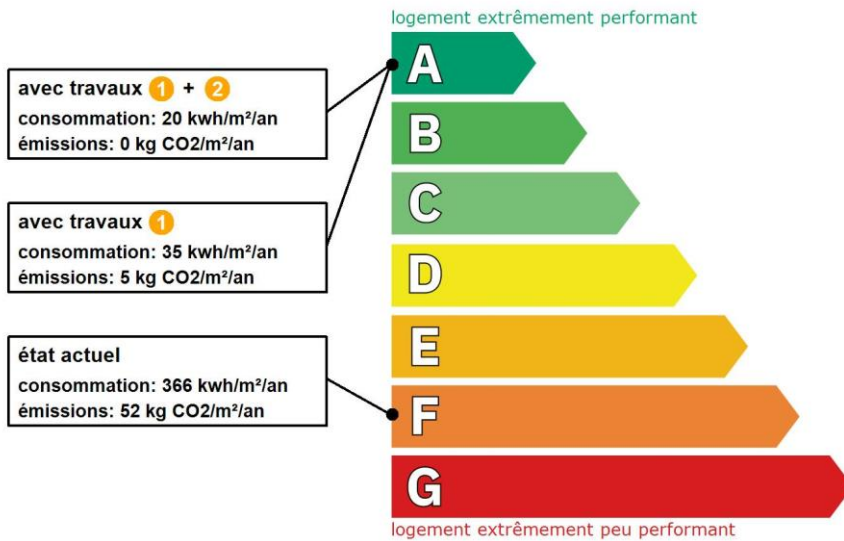 logement extrêmement performant
avec travaux 1 + 2
consommation: 20 kwh/m²/an
émissions: 0 kg CO2/m²/an
avec travaux 1
consommation: 35 kwh/m²/an
émissions: 5 kg CO2/m²/an
état actuel
consommation: 366 kwh/m²/an
émissions: 52 kg CO2/m²/an
A
B
C
D
E
F
G
logement extrêmement peu performant